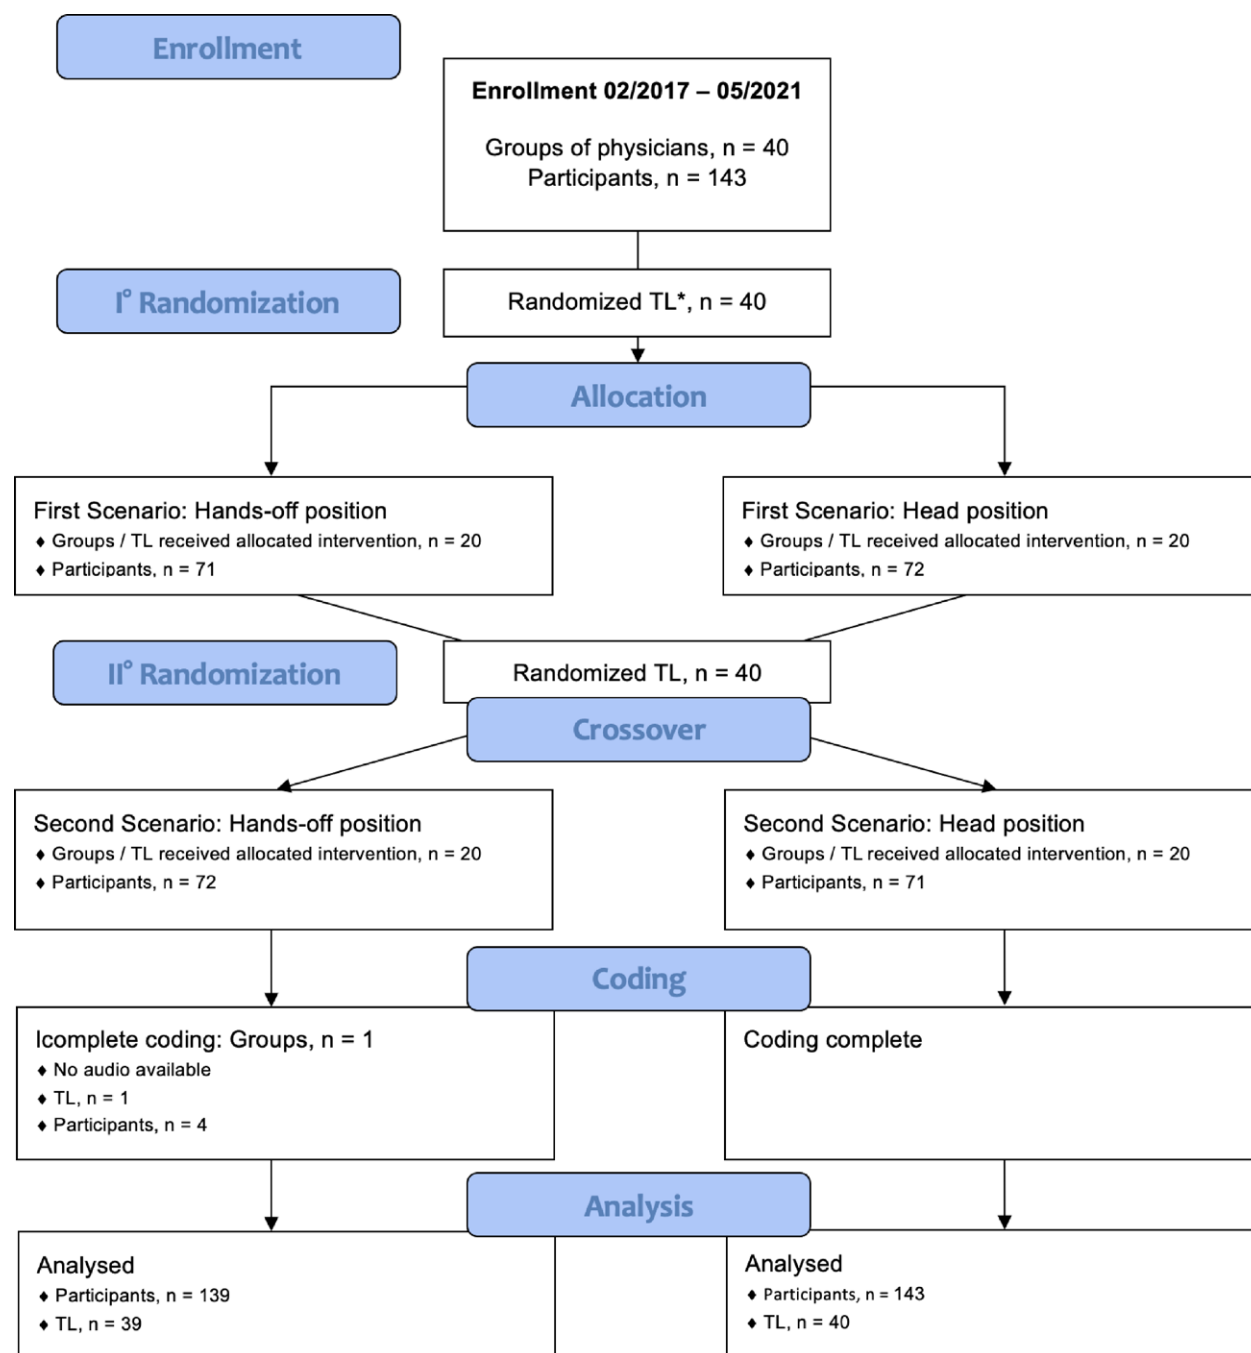 Enrollment
Enrollment 02/2017 – 05/2021
Groups of physicians, n = 40
Participants, n = 143
I° Randomization
Randomized TL*, n = 40
Allocation
First Scenario: Hands-off position
♦ Groups / TL received allocated intervention, n = 20
♦ Participants, n = 71
First Scenario: Head position
♦ Groups / TL received allocated intervention, n = 20
♦ Participants, n = 72
II° Randomization
Randomized TL, n = 40
Crossover
Second Scenario: Hands-off position
♦ Groups / TL received allocated intervention, n = 20
♦ Participants, n = 72
Second Scenario: Head position
♦ Groups / TL received allocated intervention, n = 20
♦ Participants, n = 71
Coding
Icomplete coding: Groups, n = 1
♦ No audio available
♦ TL, n = 1
♦ Participants, n = 4
Coding complete
Analysis
Analysed
♦ Participants, n = 139
♦ TL, n = 39
Analysed
♦ Participants, n = 143
♦ TL, n = 40